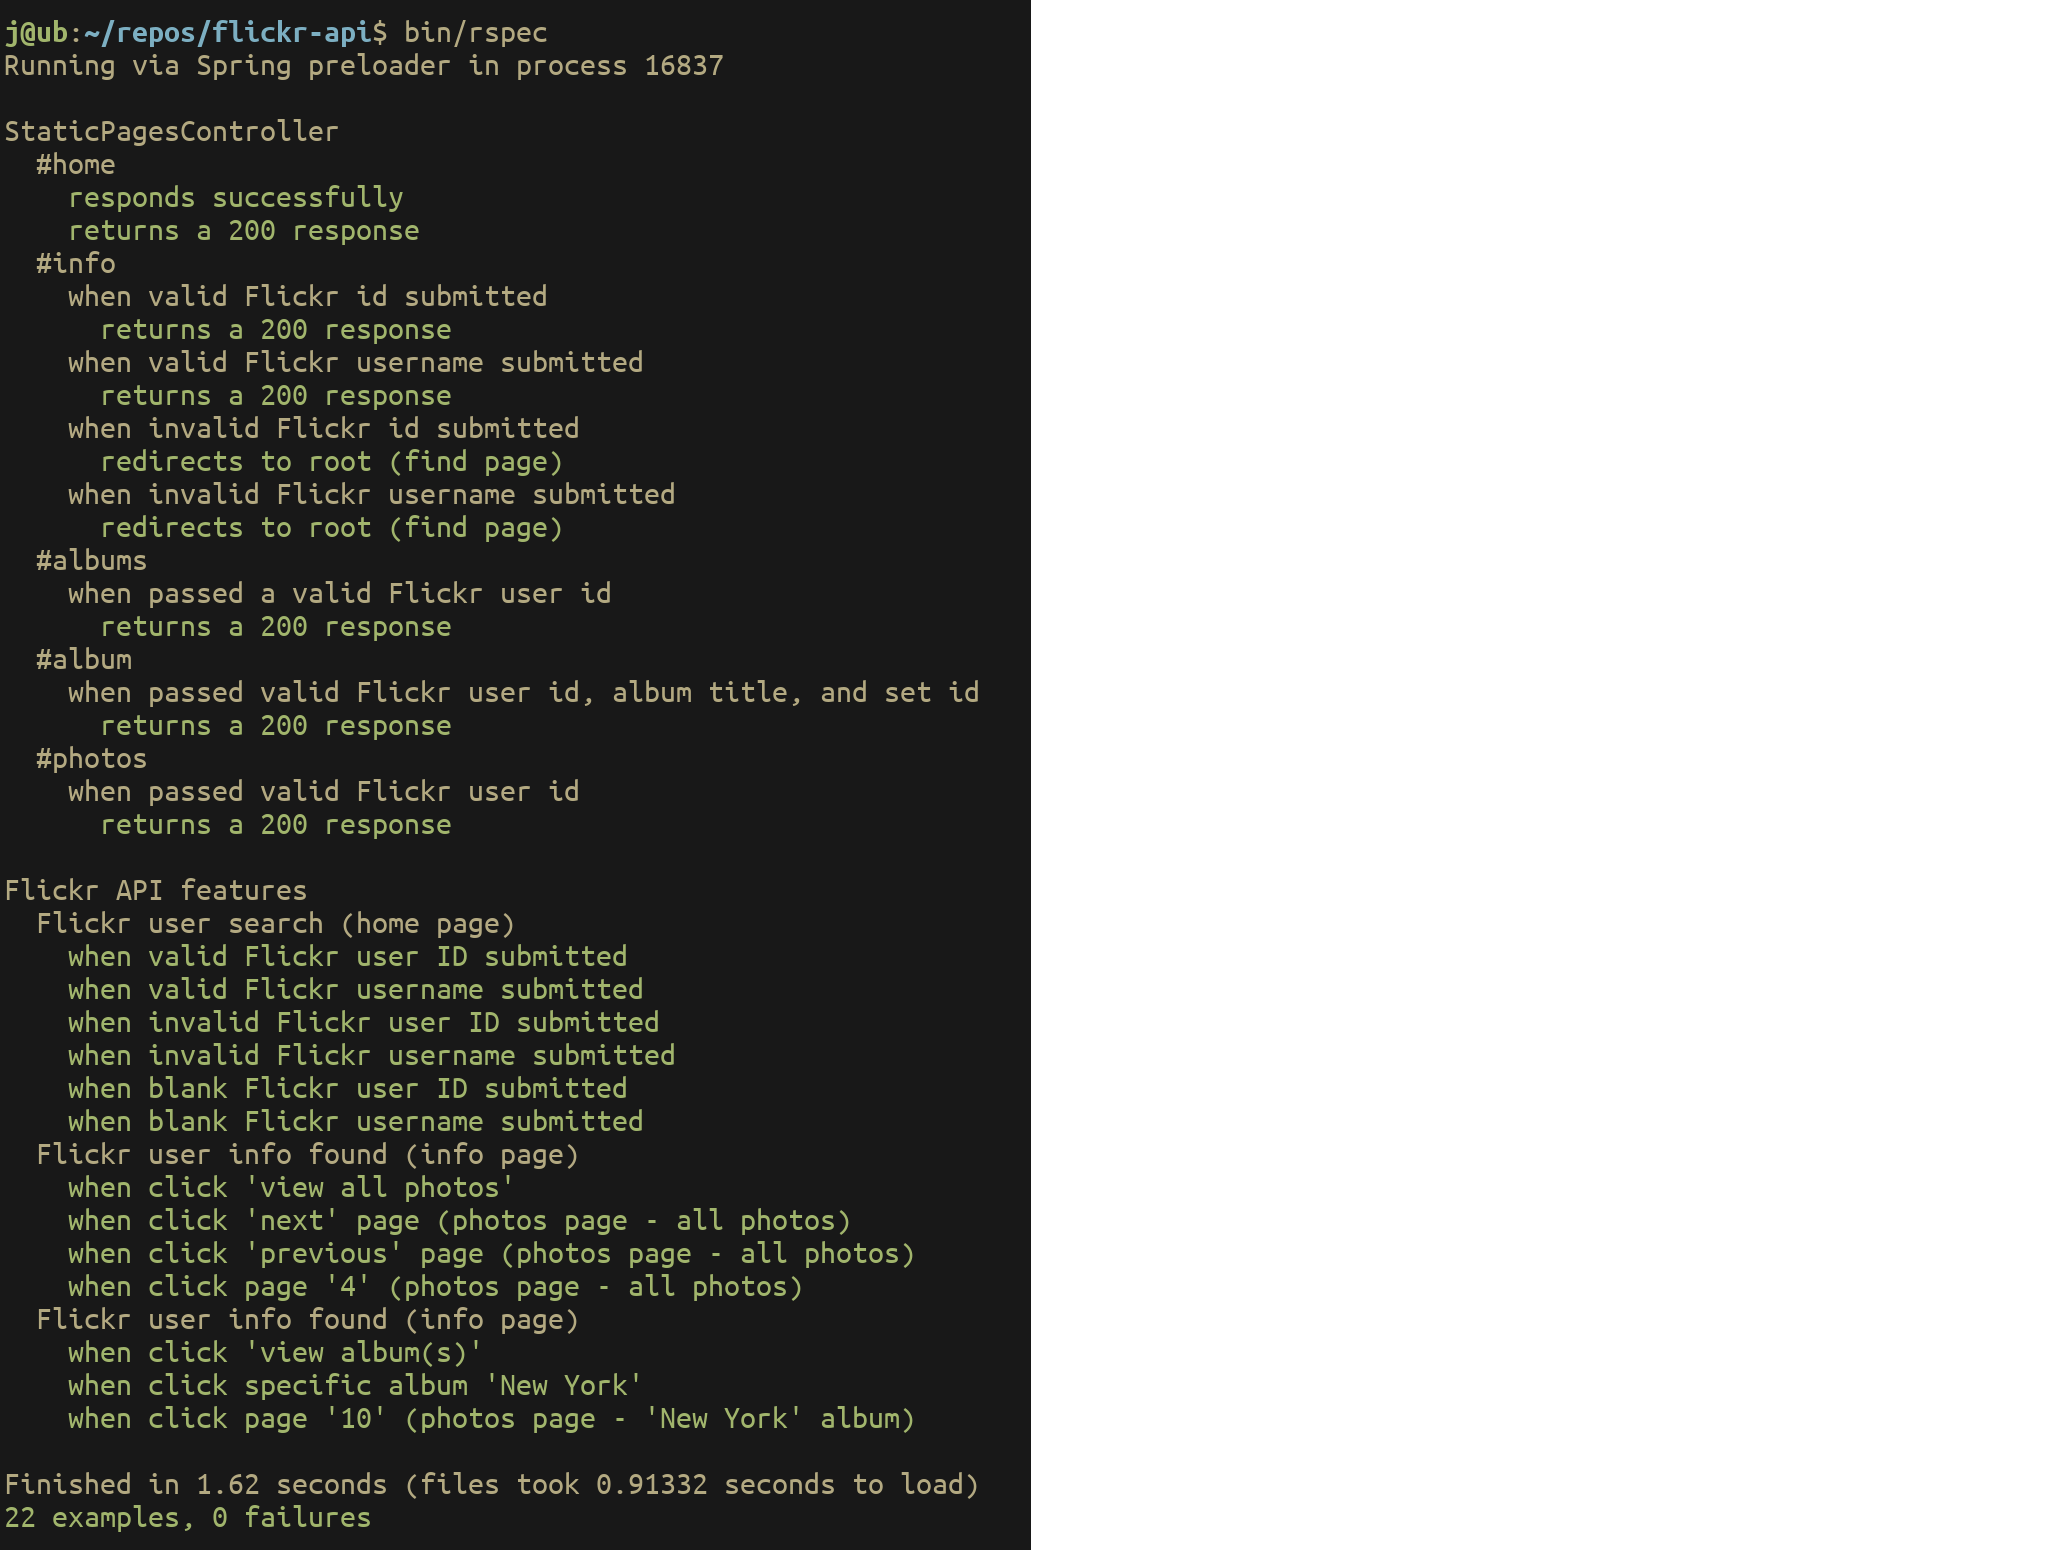 j@ub:~/repos/flickr-api$ bin/rspec
Running via Spring preloader in process 16837

StaticPagesController
  #home
    responds successfully
    returns a 200 response
  #info
    when valid Flickr id submitted
      returns a 200 response
    when valid Flickr username submitted
      returns a 200 response
    when invalid Flickr id submitted
      redirects to root (find page)
    when invalid Flickr username submitted
      redirects to root (find page)
  #albums
    when passed a valid Flickr user id
      returns a 200 response
  #album
    when passed valid Flickr user id, album title, and set id
      returns a 200 response
  #photos
    when passed valid Flickr user id
      returns a 200 response

Flickr API features
  Flickr user search (home page)
    when valid Flickr user ID submitted
    when valid Flickr username submitted
    when invalid Flickr user ID submitted
    when invalid Flickr username submitted
    when blank Flickr user ID submitted
    when blank Flickr username submitted
  Flickr user info found (info page)
    when click 'view all photos'
    when click 'next' page (photos page - all photos)
    when click 'previous' page (photos page - all photos)
    when click page '4' (photos page - all photos)
  Flickr user info found (info page)
    when click 'view album(s)'
    when click specific album 'New York'
    when click page '10' (photos page - 'New York' album)

Finished in 1.62 seconds (files took 0.91332 seconds to load)
22 examples, 0 failures